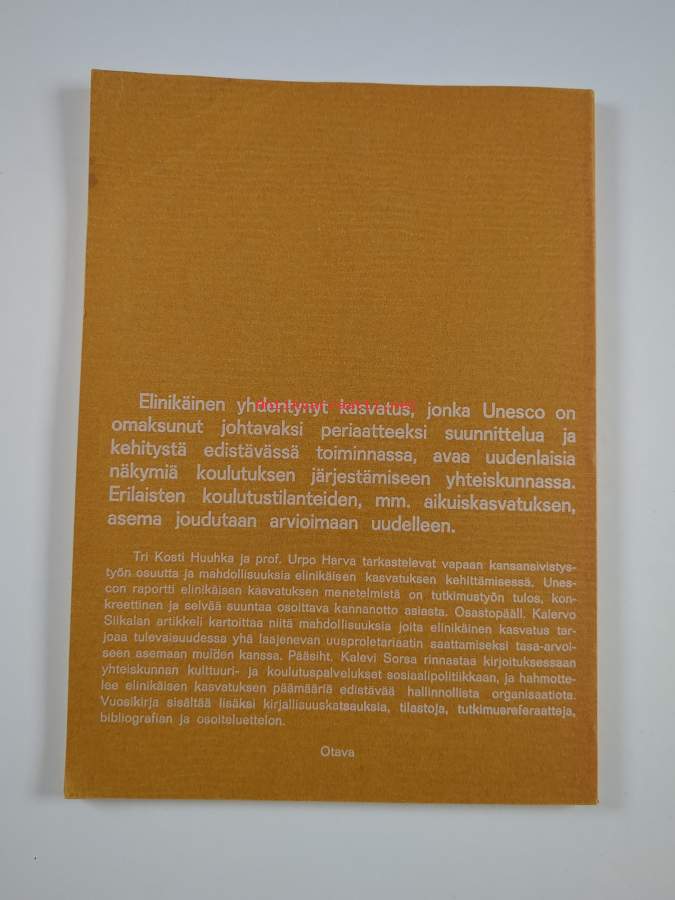 Elinikäinen yhdentynyt kasvatus, jonka Unesco on
omaksunut johtavaksi periaatteeksi suunnittelua ja
kehitystä edistävässä toiminnassa, avaa uudenlaisia
näkymiä koulutuksen järjestämiseen yhteiskunnassa.
Erilaisten koulutustilanteiden, mm. aikuiskasvatuksen,
asema joudutaan arvioimaan uudelleen.
Tri Kosti Huuhka ja prof. Urpo Harva tarkastelevat vapaan kansansivistys-
työn osuutta ja mahdollisuuksia elinikäisen kasvatuksen kehittämisessä. Unes-
con raportti elinikäisen kasvatuksen menetelmistä on tutkimustyön tulos, kon-
kreettinen ja selvää suuntaa osoittava kannanotto asiasta. Osastopääll. Kalervo
Siikalan artikkeli kartoittaa niitä mahdollisuuksia joita elinikäinen kasvatus tar-
joaa tulevaisuudessa yhä laajenevan uusproletariaatin saattamiseksi tasa-arvoi-
seen asemaan muiden kanssa. Pääsiht. Kalevi Sorsa rinnastaa kirjoituksessaan
yhteiskunnan kulttuuri- ja koulutuspalvelukset sosiaalipolitiikkaan, ja hahmotte-
lee elinikäisen kasvatuksen päämääriä edistävää hallinnollista organisaatiota.
Vuosikirja sisältää lisäksi kirjallisuuskatsauksia, tilastoja, tutkimusreferaatteja,
bibliografian ja osoiteluettelon.
Otava